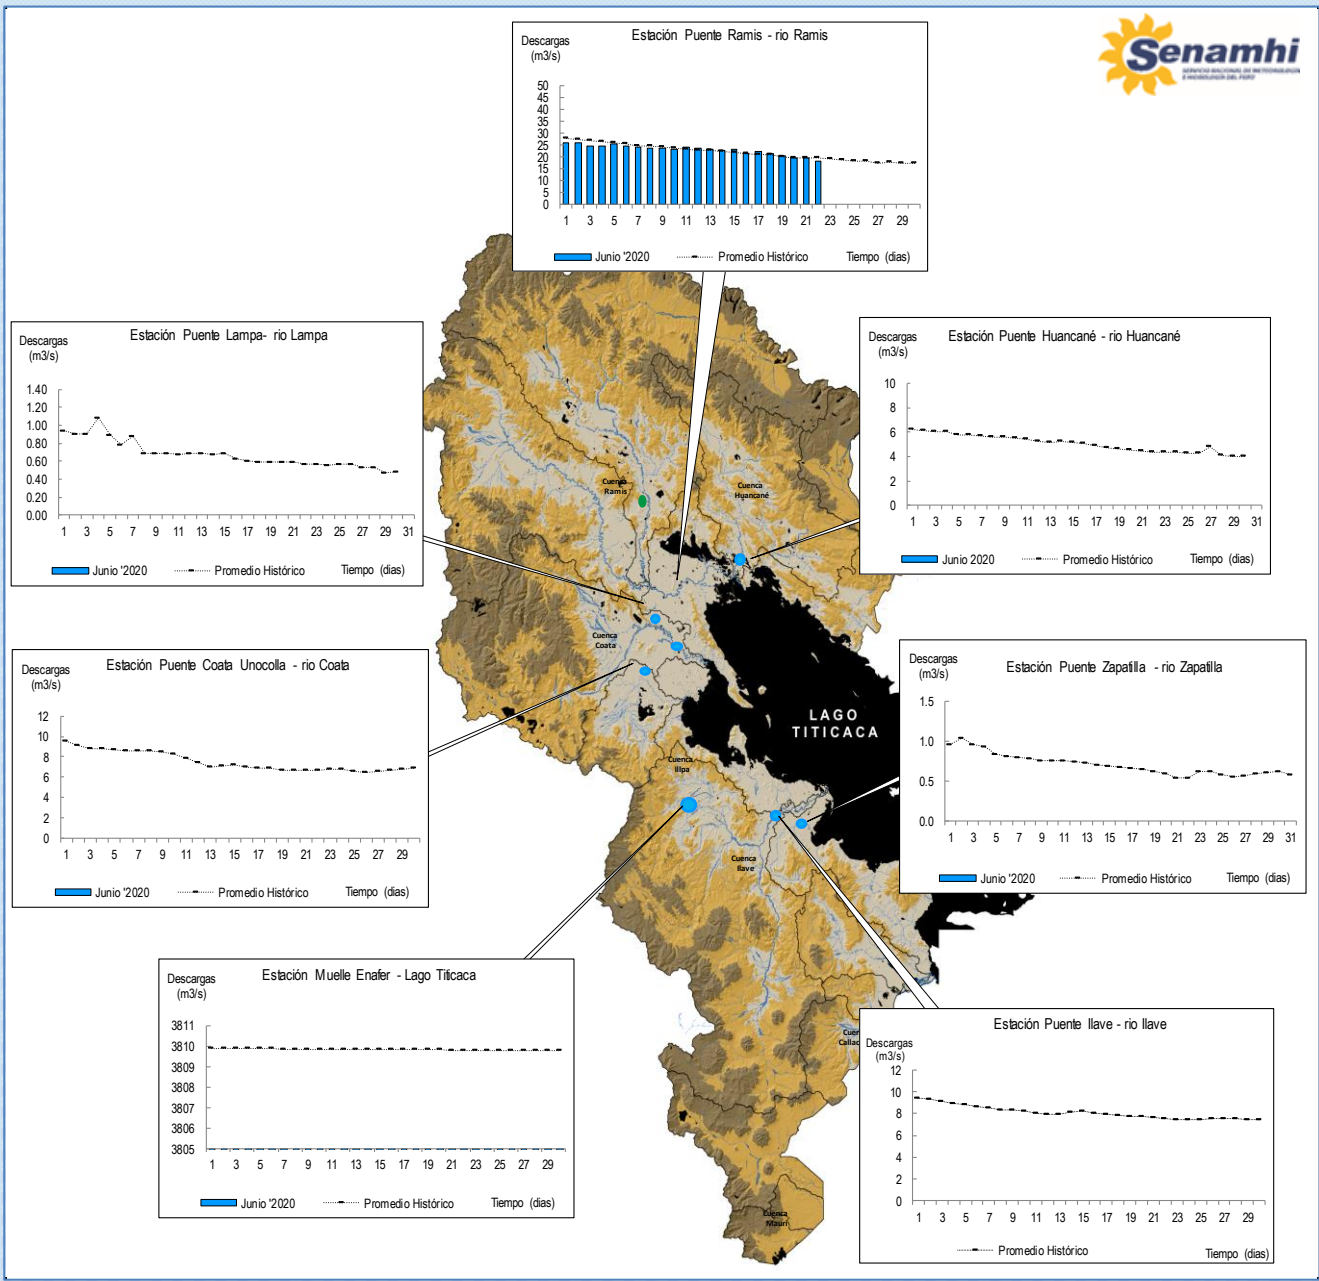 Senamhi
SERVICIO NACIONAL DE METEOROLOGÍA
E HIDROLOGÍA DEL PERÚ
Estación Puente Ramis - rio Ramis
Descargas
(m3/s)
50
45
40
35
30
25
20
15
10
5
0
1 3 5 7 9 11 13 15 17 19 21 23 25 27 29
Junio '2020 Promedio Histórico Tiempo (dias)
Estación Puente Lampa- rio Lampa
Descargas
(m3/s)
1.40
1.20
1.00
0.80
0.60
0.40
0.20
0.00
1 3 5 7 9 11 13 15 17 19 21 23 25 27 29 31
Junio '2020 Promedio Histórico Tiempo (dias)
Estación Puente Huancané - rio Huancané
Descargas
(m3/s)
10
8
6
4
2
0
1 3 5 7 9 11 13 15 17 19 21 23 25 27 29 31
Junio 2020 Promedio Histórico Tiempo (dias)
Cuenca
Ramis
Cuenca
Huancané
Cuenca
Coata
LAGO
TITICACA
Cuenca
Illpa
Cuenca
Ilave
Cuen
Callac
Cuenca
Mauri
Estación Puente Coata Unocolla - rio Coata
Descargas
(m3/s)
12
10
8
6
4
2
0
1 3 5 7 9 11 13 15 17 19 21 23 25 27 29
Junio '2020 Promedio Histórico Tiempo (dias)
Estación Puente Zapatilla - rio Zapatilla
Descargas
(m3/s)
1.5
1.0
0.5
0.0
1 3 5 7 9 11 13 15 17 19 21 23 25 27 29 31
Junio '2020 Promedio Histórico Tiempo (dias)
Estación Muelle Enafer - Lago Titicaca
Descargas
(m3/s)
3811
3810
3809
3808
3807
3806
3805
1 3 5 7 9 11 13 15 17 19 21 23 25 27 29
Junio '2020 Promedio Histórico Tiempo (dias)
Estación Puente Ilave - rio Ilave
Descargas
(m3/s)
12
10
8
6
4
2
0
1 3 5 7 9 11 13 15 17 19 21 23 25 27 29
Promedio Histórico Tiempo (dias)